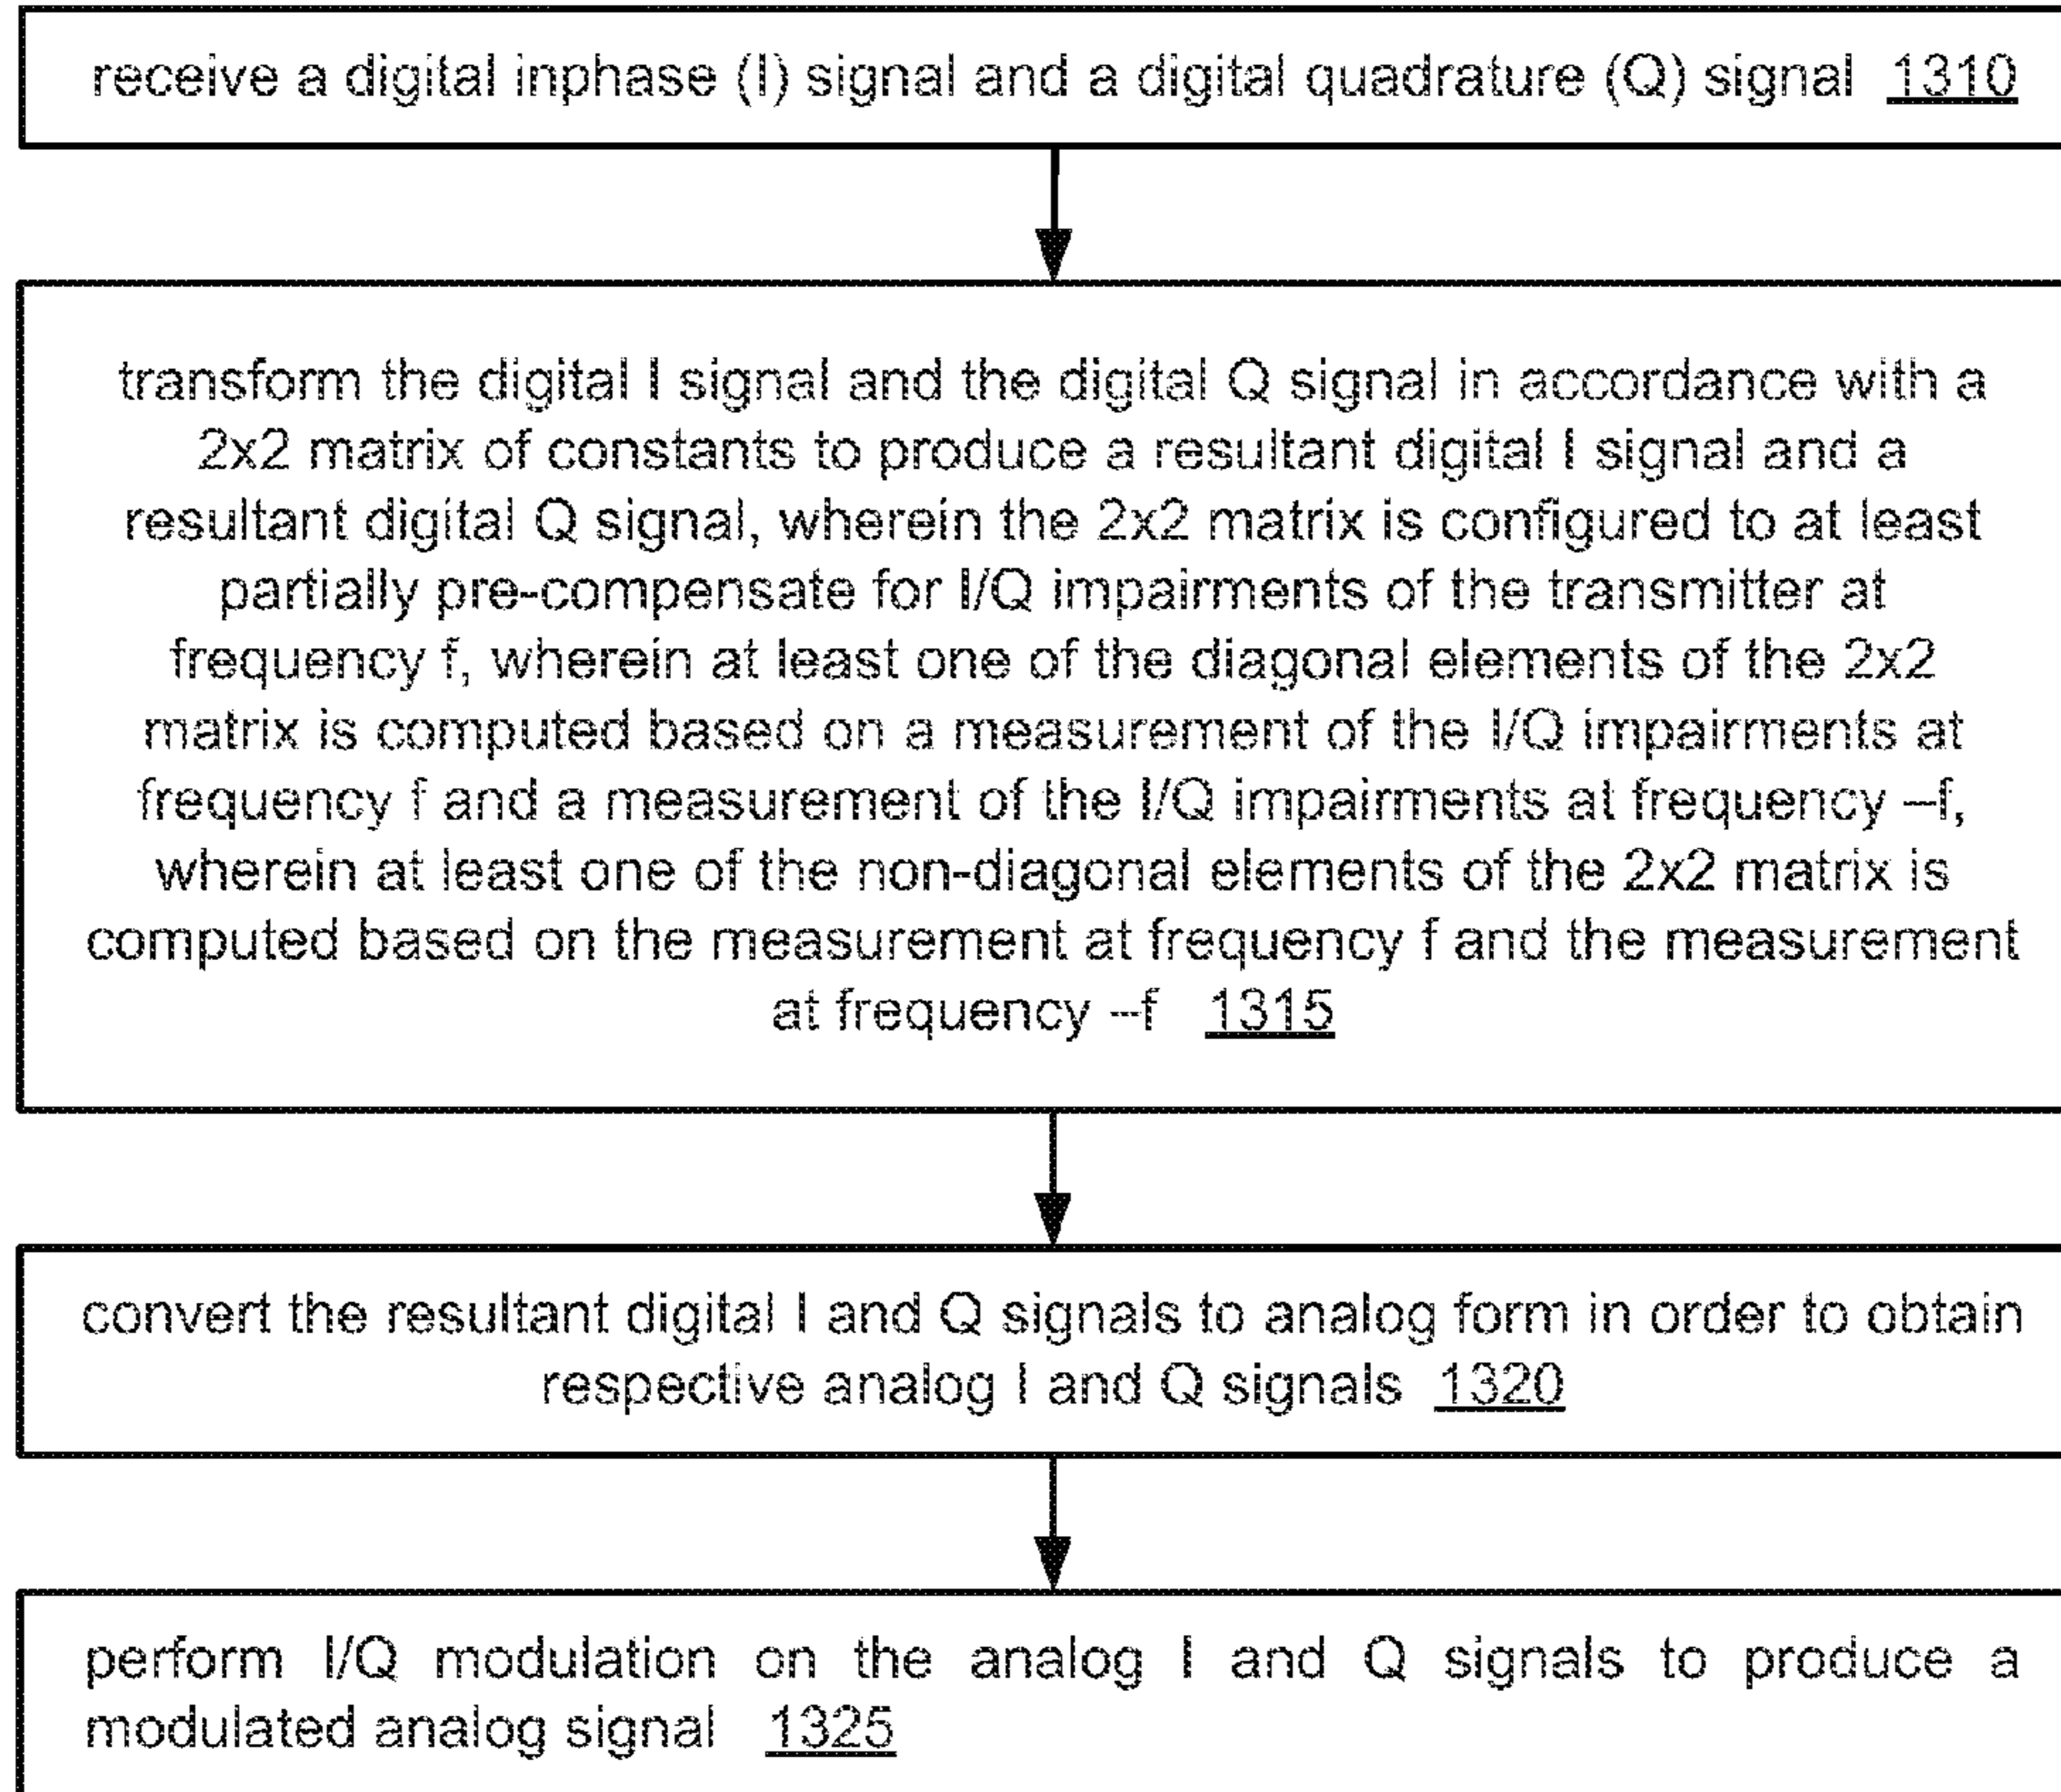 receive a digital inphase (I) signal and a digital quadrature (Q) signal 1310
transform the digital I signal and the digital Q signal in accordance with a
2x2 matrix of constants to produce a resultant digital I signal and a
resultant digital Q signal, wherein the 2x2 matrix is configured to at least
partially pre-compensate for I/Q impairments of the transmitter at
frequency f, wherein at least one of the diagonal elements of the 2x2
matrix is computed based on a measurement of the I/Q impairments at
frequency f and a measurement of the I/Q impairments at frequency –f,
wherein at least one of the non-diagonal elements of the 2x2 matrix is
computed based on the measurement at frequency f and the measurement
at frequency –f 1315
convert the resultant digital I and Q signals to analog form in order to obtain
respective analog I and Q signals 1320
perform I/Q modulation on the analog I and Q signals to produce a
modulated analog signal 1325